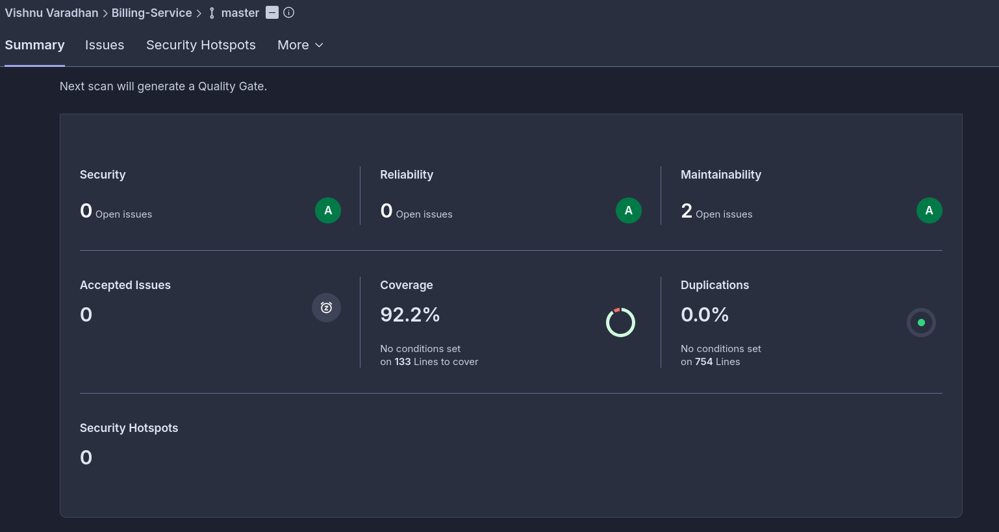 Vishnu Varadhan > Billing-Service > master
Summary Issues Security Hotspots More
Next scan will generate a Quality Gate.
Security
0 Open issues
A
Reliability
0 Open issues
A
Maintainability
2 Open issues
A
Accepted Issues
0
Coverage
92.2%
No conditions set
on 133 Lines to cover
Duplications
0.0%
No conditions set
on 754 Lines
Security Hotspots
0